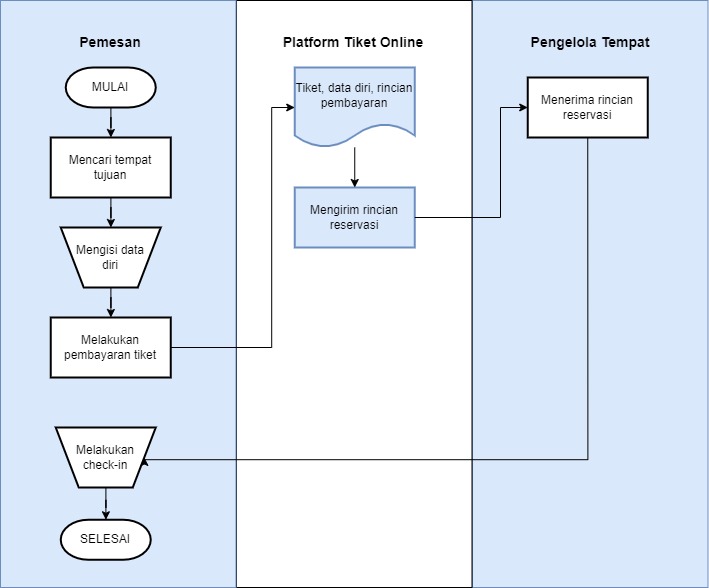 Pemesan
Platform Tiket Online
Pengelola Tempat
MULAI
Mencari tempat
tujuan
Mengisi data
diri
Melakukan
pembayaran tiket
Melakukan
check-in
SELESAI
Tiket, data diri, rincian
pembayaran
Mengirim rincian
reservasi
Menerima rincian
reservasi